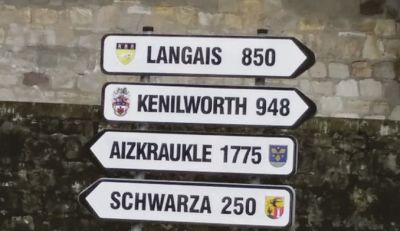 LANGAIS 850
KENILWORTH 948
AIZKRAUKLE 1775
SCHWARZA 250